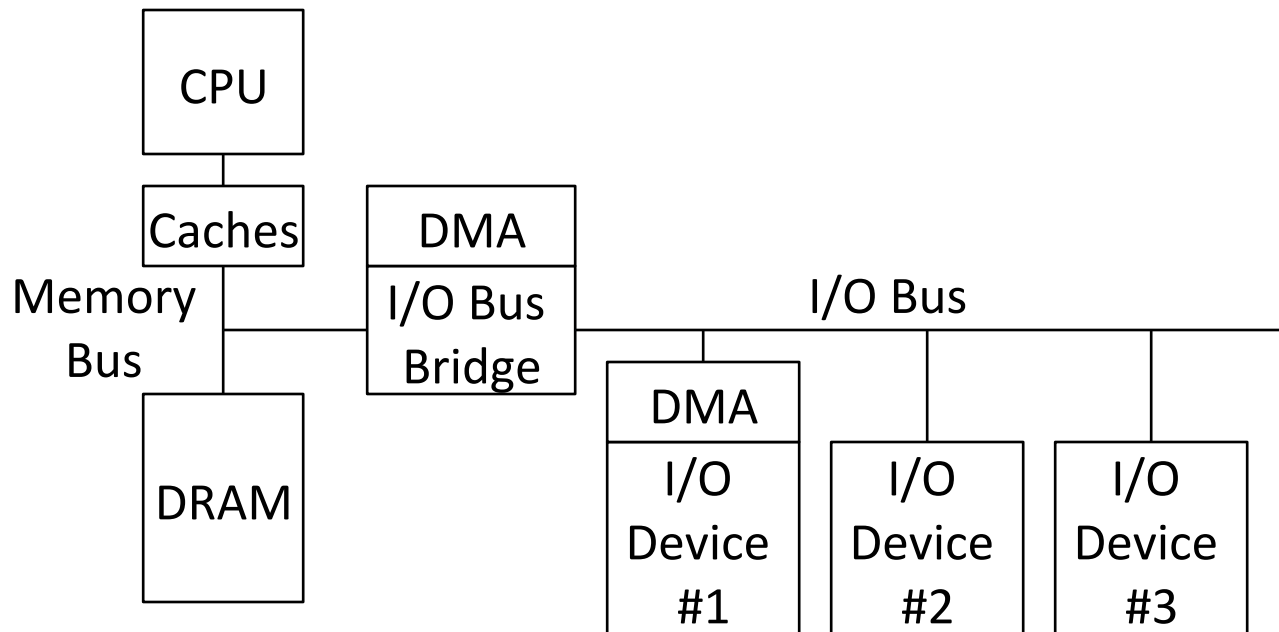 CPU
Caches
DMA
Memory
Bus
I/O Bus
Bridge
I/O Bus
DRAM
DMA
I/O
Device
#1
I/O
Device
#2
I/O
Device
#3